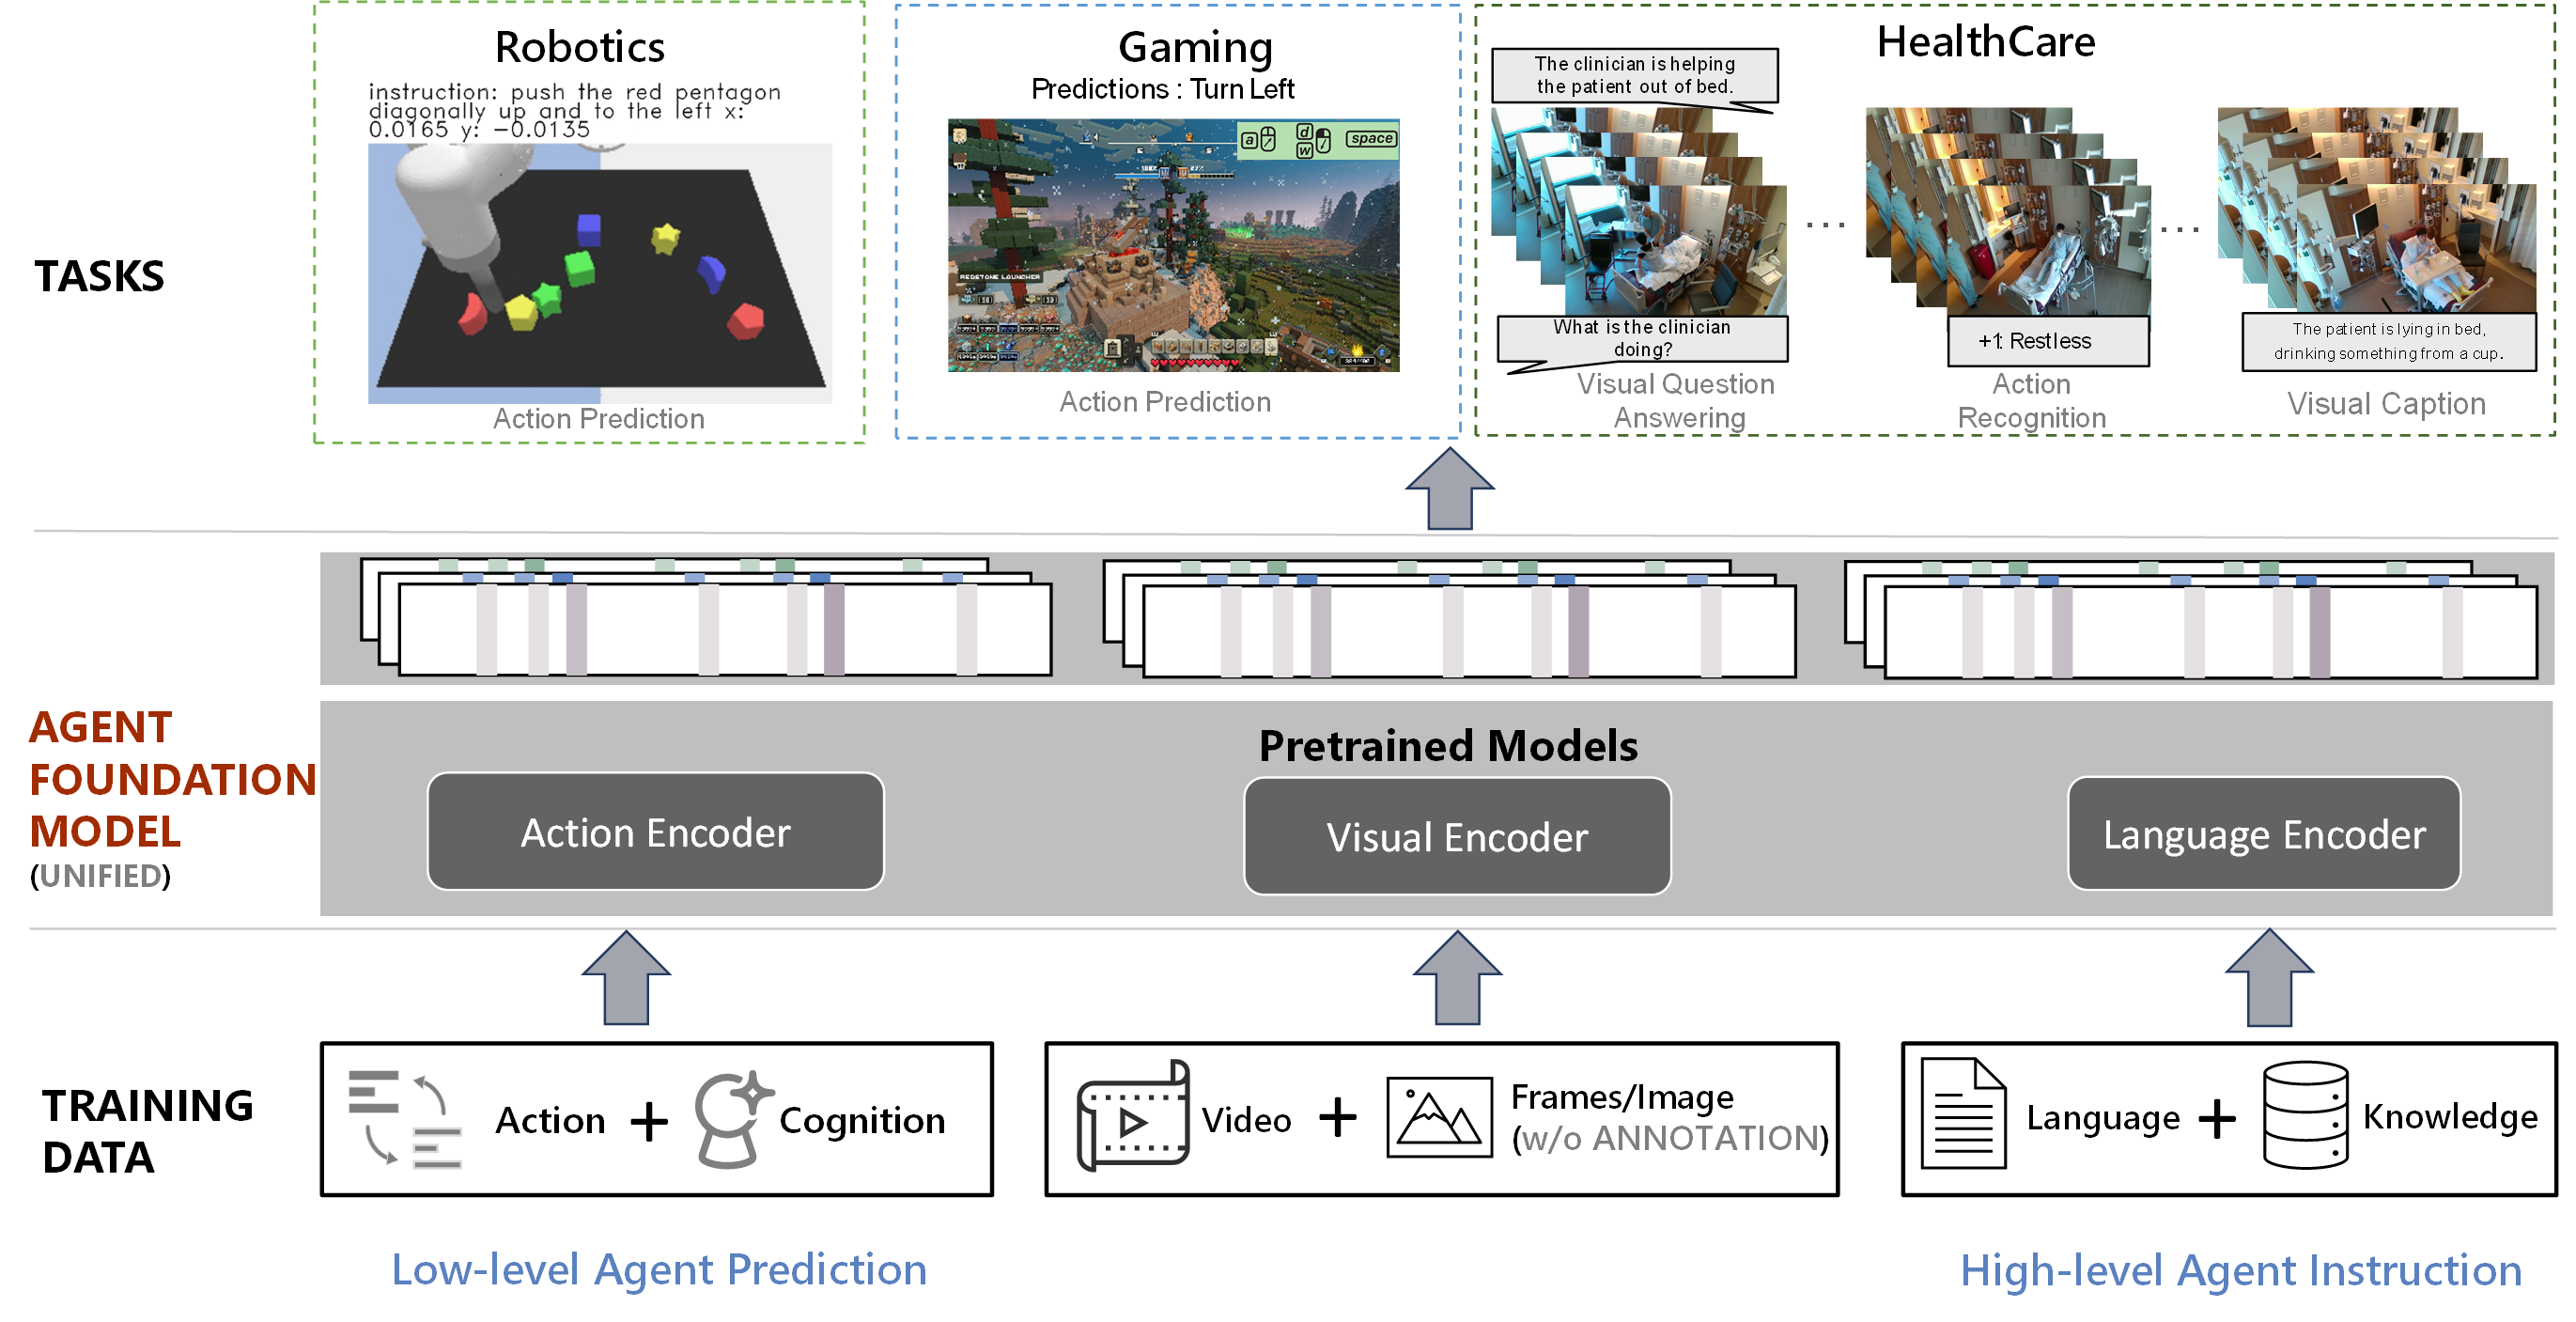 Robotics
instruction: push the red pentagon
diagonally up and to the left x:
0.0165 y: −0.0135
Action Prediction
Gaming
Predictions : Turn Left
a
d
w
space
REDSTONE LAUNCHER
Action Prediction
HealthCare
The clinician is helping
the patient out of bed.
What is the clinician
doing?
Visual Question
Answering
...
+1: Restless
Action
Recognition
...
The patient is lying in bed,
drinking something from a cup.
Visual Caption
TASKS
AGENT
FOUNDATION
MODEL
(UNIFIED)
Pretrained Models
Action Encoder
Visual Encoder
Language Encoder
TRAINING
DATA
Action + Cognition
Video + Frames/Image
(w/o ANNOTATION)
Language + Knowledge
Low-level Agent Prediction
High-level Agent Instruction